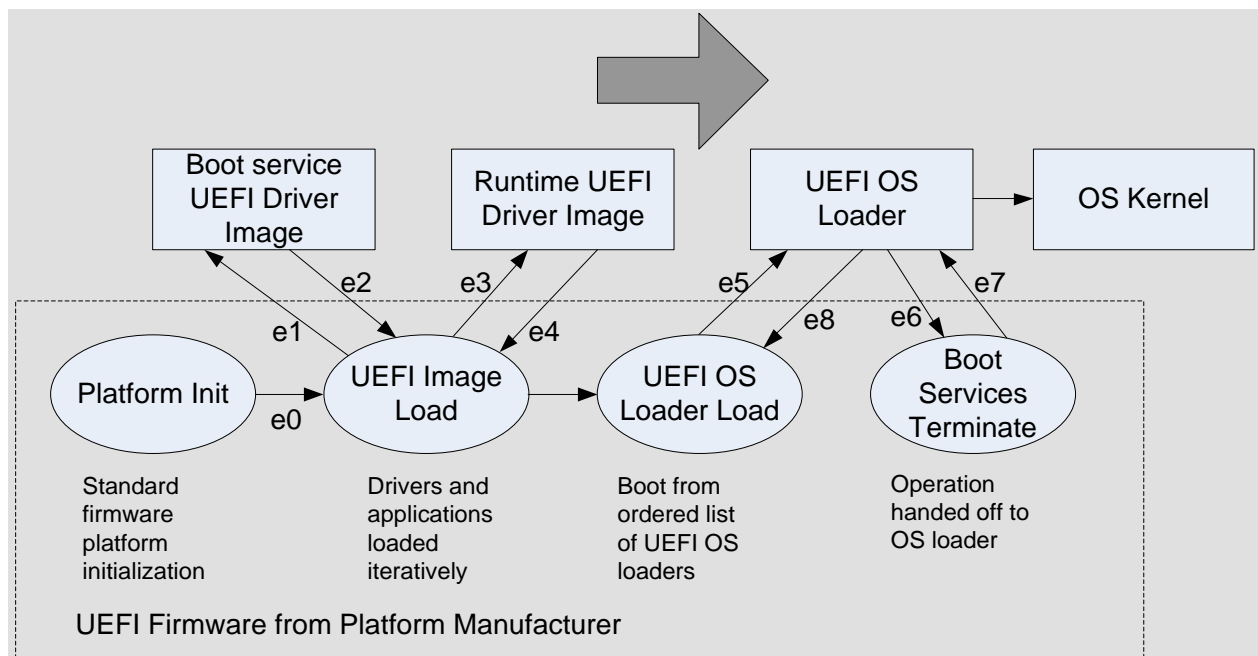 Boot service
UEFI Driver
Image
Runtime UEFI
Driver Image
UEFI OS
Loader
OS Kernel
e1
e2
e3
e4
e5
e8
e6
e7
Platform Init
e0
UEFI Image
Load
UEFI OS
Loader Load
Boot
Services
Terminate
Standard
firmware
platform
initialization
Drivers and
applications
loaded
iteratively
Boot from
ordered list
of UEFI OS
loaders
Operation
handed off to
OS loader
UEFI Firmware from Platform Manufacturer